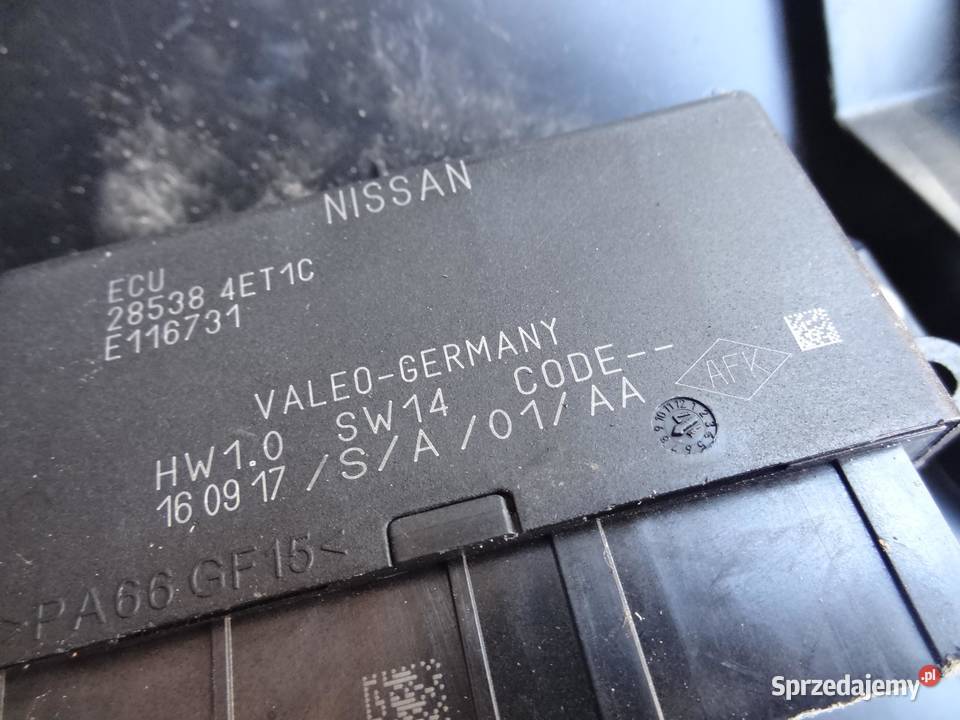 NISSAN
ECU
28538 4ET1C
E116731
VALEO-GERMANY
HW1.0 SW14 CODE--
16 09 17 /S/A/01/AA
AFK
>PA66 GF15<
Sprzedajemy.pl